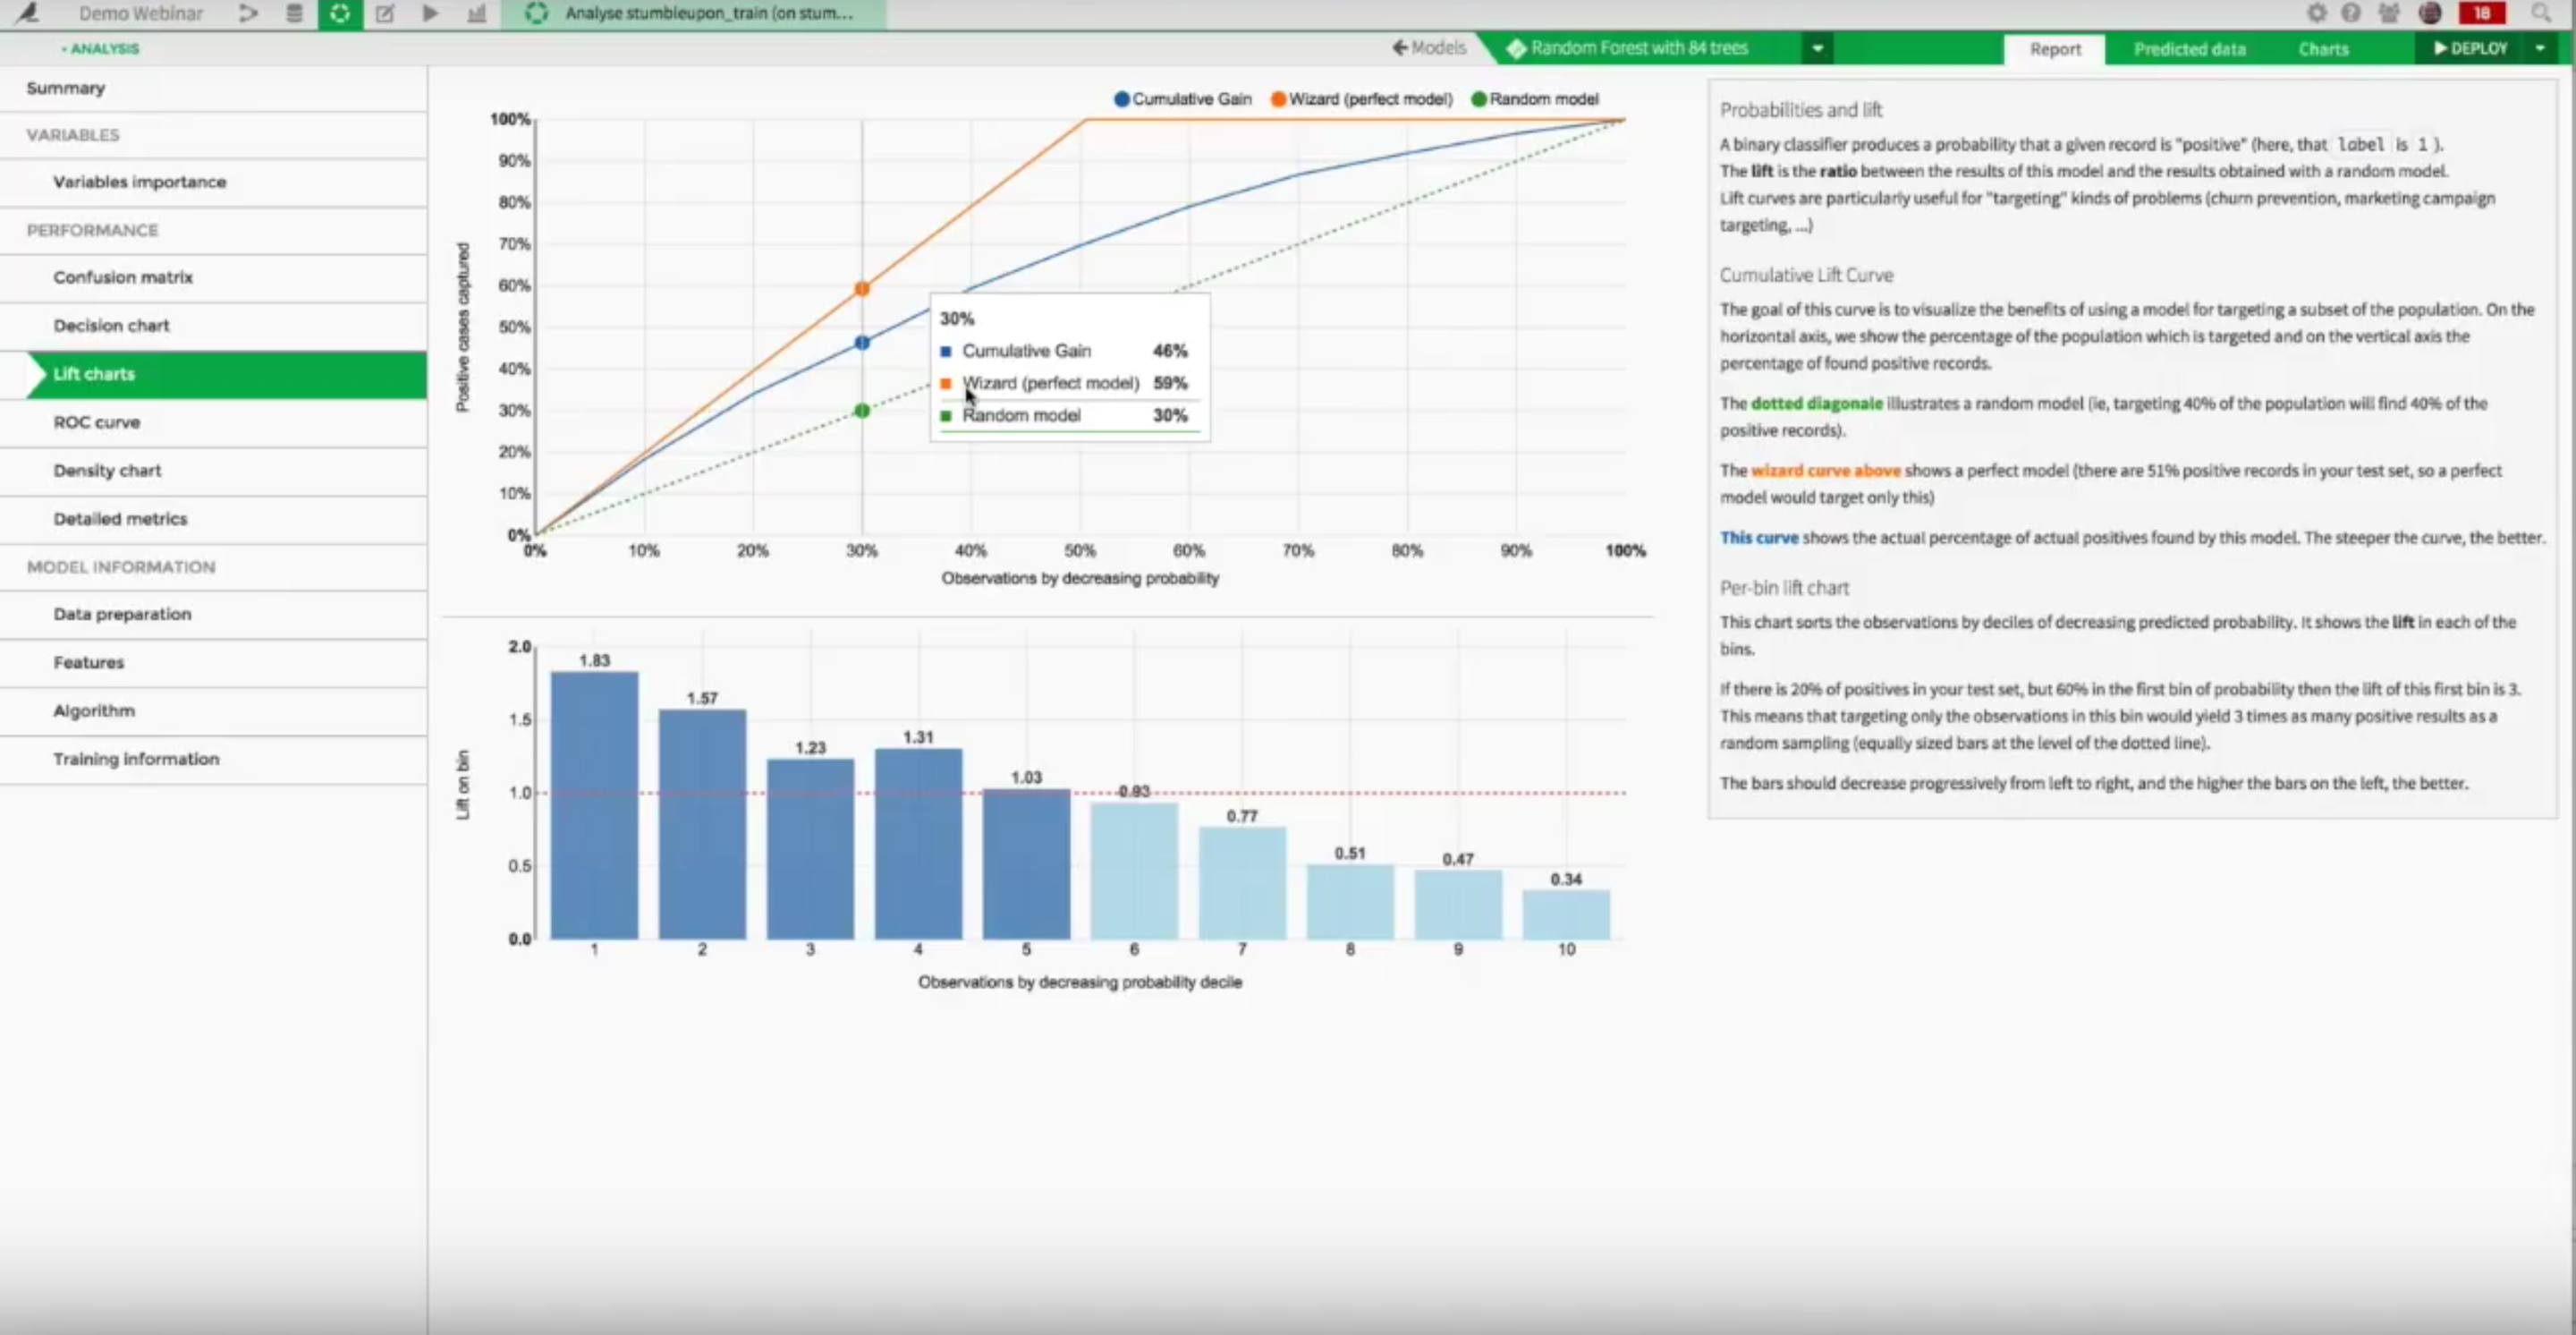 Demo Webinar
Analyse stumbleupon_train (on stum...
18
ANALYSIS
Models
Random Forest with 84 trees
Report
Predicted data
Charts
DEPLOY
Summary
VARIABLES
Variables importance
PERFORMANCE
Confusion matrix
Decision chart
Lift charts
ROC curve
Density chart
Detailed metrics
MODEL INFORMATION
Data preparation
Features
Algorithm
Training information
Cumulative Gain
Wizard (perfect model)
Random model
100%
90%
80%
70%
60%
50%
40%
30%
20%
10%
0%
Positive cases captured
30%
Cumulative Gain 46%
Wizard (perfect model) 59%
Random model 30%
0% 10% 20% 30% 40% 50% 60% 70% 80% 90% 100%
Observations by decreasing probability
2.0
1.5
1.0
0.5
0.0
Lift on bin
1.83
1.57
1.23
1.31
1.03
0.93
0.77
0.51
0.47
0.34
1 2 3 4 5 6 7 8 9 10
Observations by decreasing probability decile
Probabilities and lift
A binary classifier produces a probability that a given record is "positive" (here, that label is 1 ).
The lift is the ratio between the results of this model and the results obtained with a random model.
Lift curves are particularly useful for "targeting" kinds of problems (churn prevention, marketing campaign
targeting, ...)
Cumulative Lift Curve
The goal of this curve is to visualize the benefits of using a model for targeting a subset of the population. On the
horizontal axis, we show the percentage of the population which is targeted and on the vertical axis the
percentage of found positive records.
The dotted diagonale illustrates a random model (ie, targeting 40% of the population will find 40% of the
positive records).
The wizard curve above shows a perfect model (there are 51% positive records in your test set, so a perfect
model would target only this)
This curve shows the actual percentage of actual positives found by this model. The steeper the curve, the better.
Per-bin lift chart
This chart sorts the observations by deciles of decreasing predicted probability. It shows the lift in each of the
bins.
If there is 20% of positives in your test set, but 60% in the first bin of probability then the lift of this first bin is 3.
This means that targeting only the observations in this bin would yield 3 times as many positive results as a
random sampling (equally sized bars at the level of the dotted line).
The bars should decrease progressively from left to right, and the higher the bars on the left, the better.